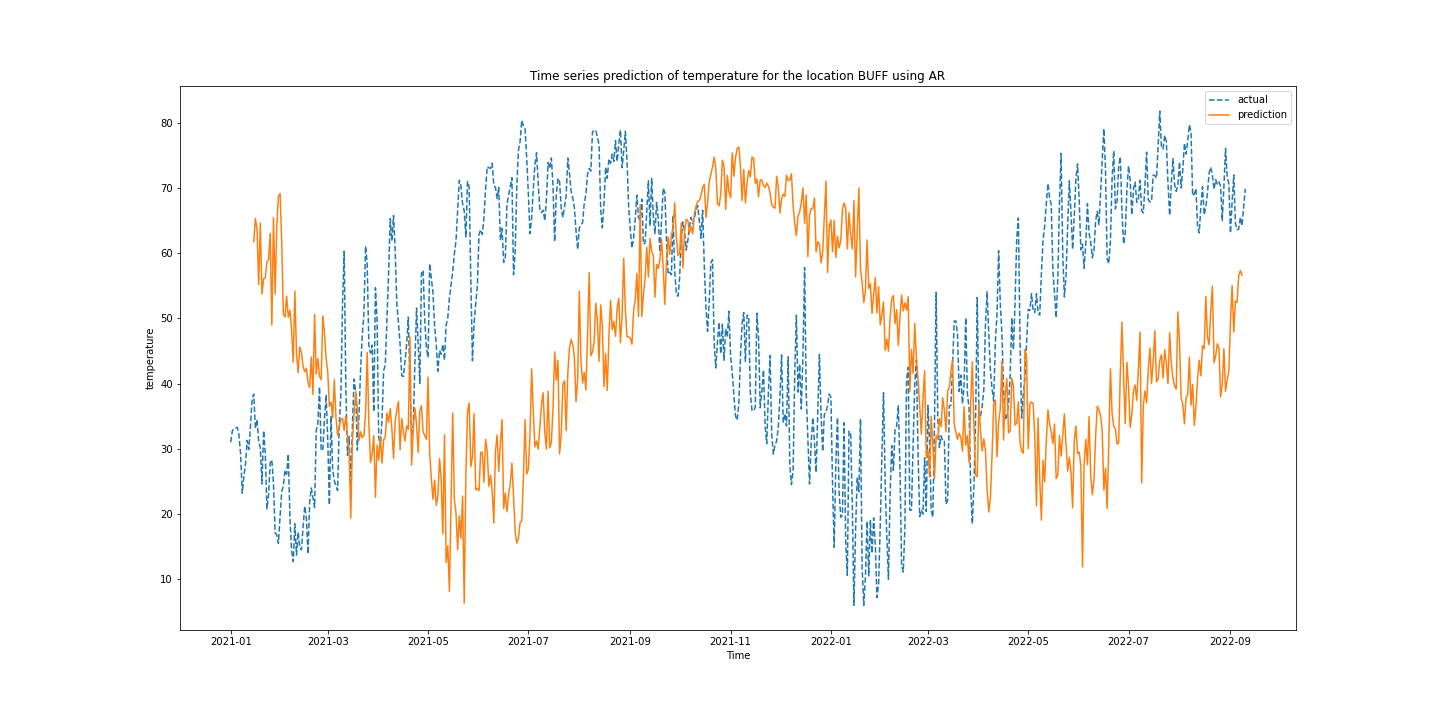 Time series prediction of temperature for the location BUFF using AR
actual
prediction
80
70
60
50
40
30
20
10
temperature
2021-01 2021-03 2021-05 2021-07 2021-09 2021-11 2022-01 2022-03 2022-05 2022-07 2022-09
Time